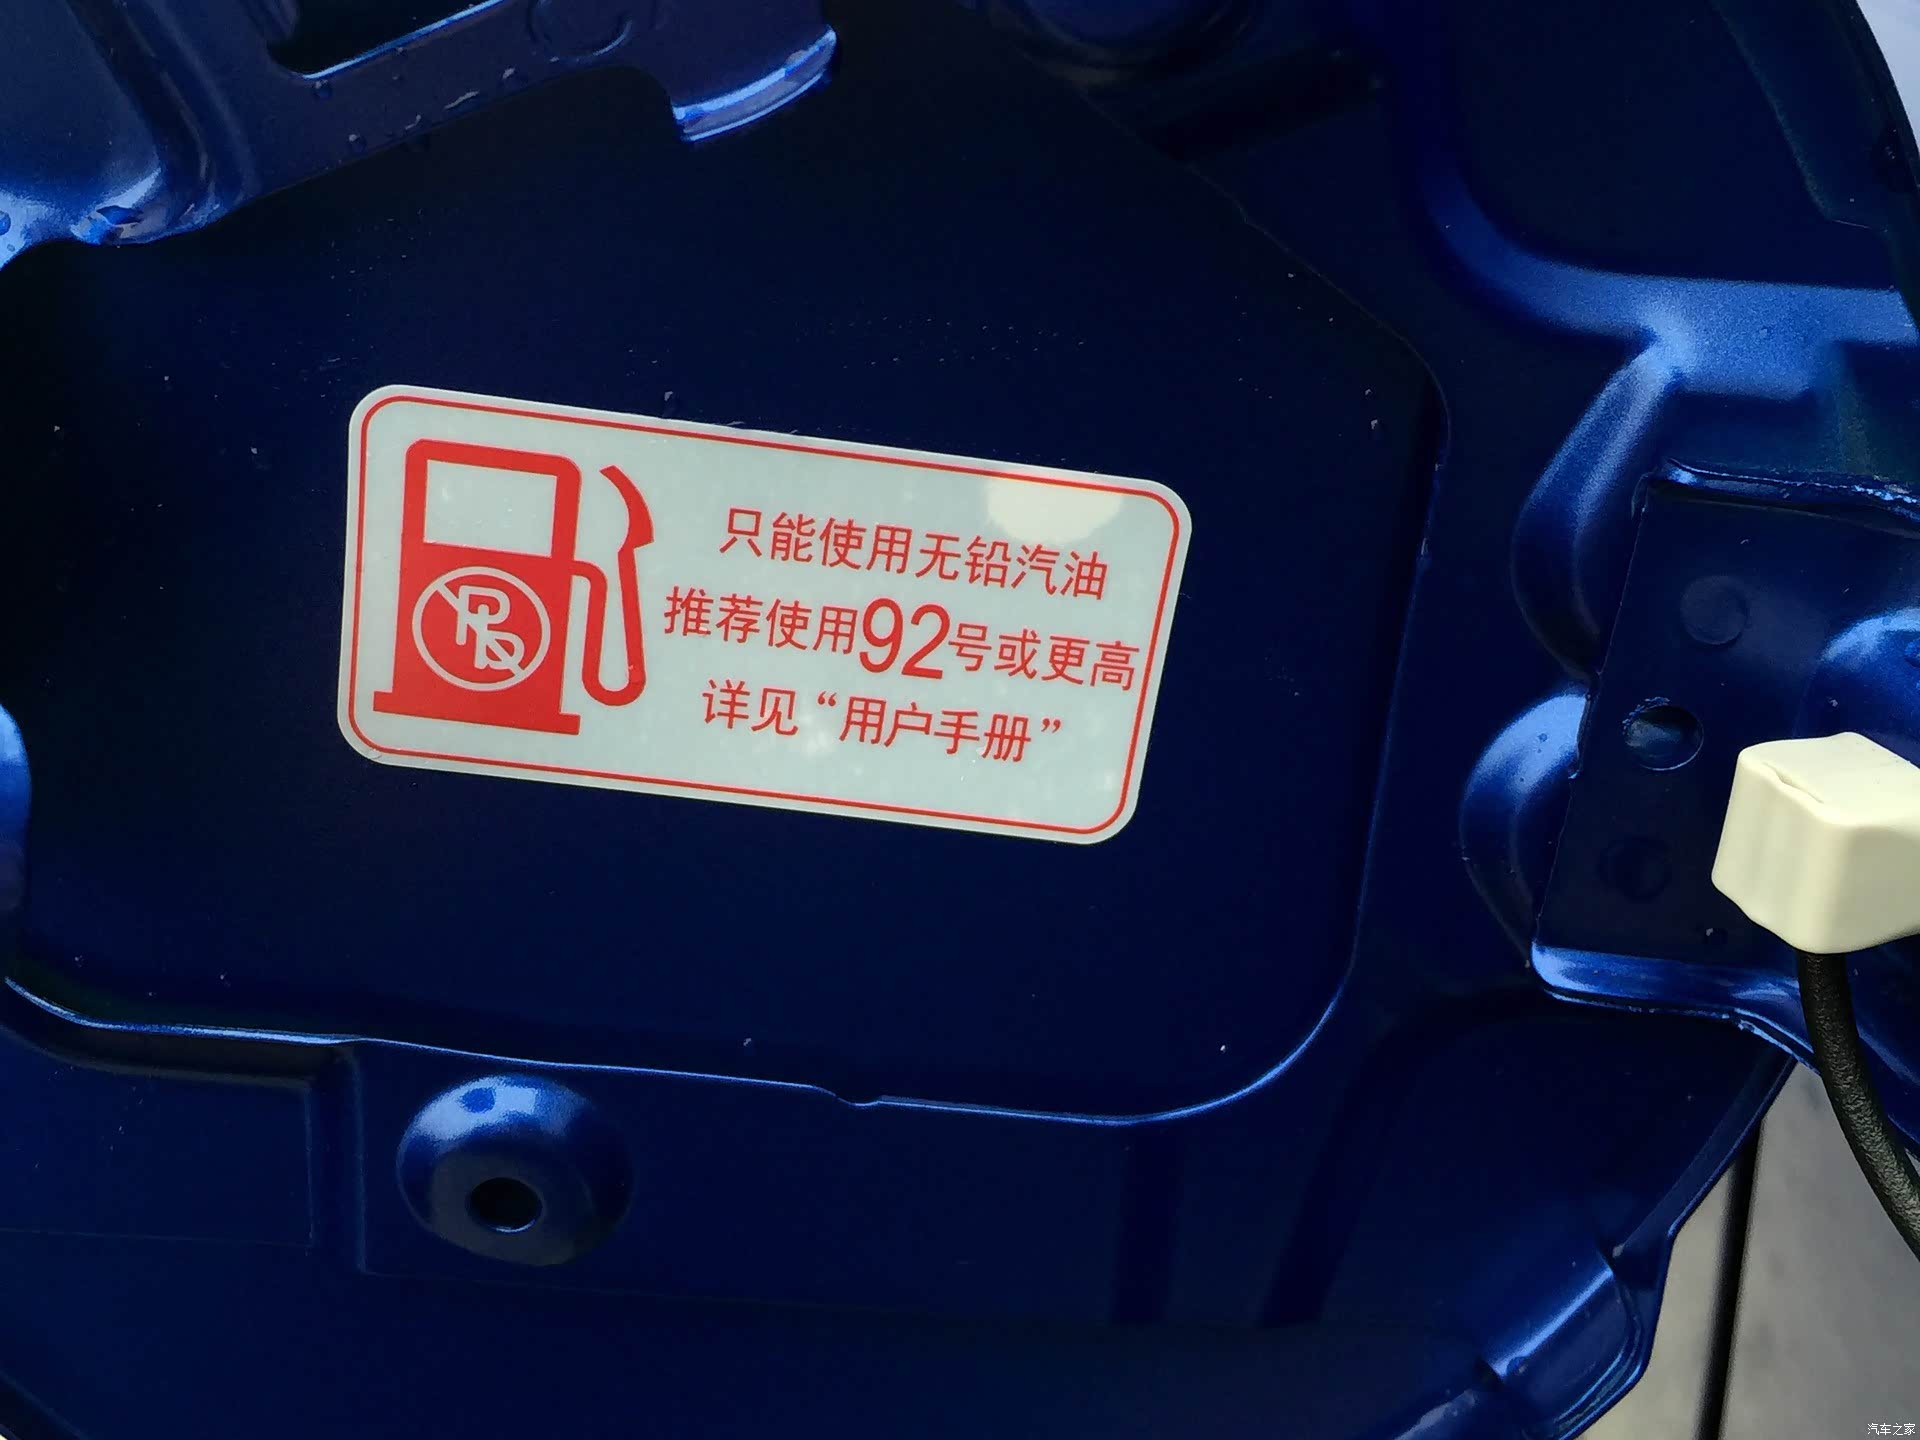 只能使用无铅汽油
推荐使用92号或更高
详见“用户手册”
Pb
汽车之家